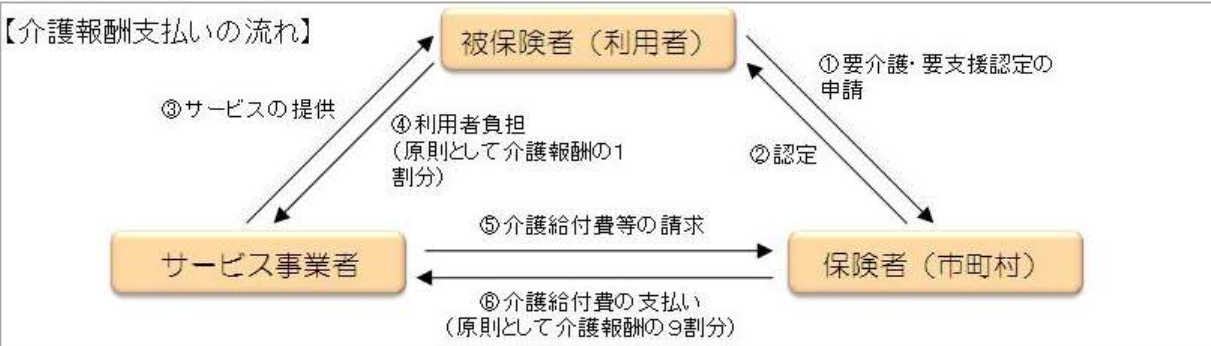 【介護報酬支払いの流れ】
被保険者（利用者）
①要介護・要支援認定の
申請
③サービスの提供
④利用者負担
（原則として介護報酬の1
割分）
②認定
⑤介護給付費等の請求
サービス事業者
保険者（市町村）
⑥介護給付費の支払い
（原則として介護報酬の9割分）